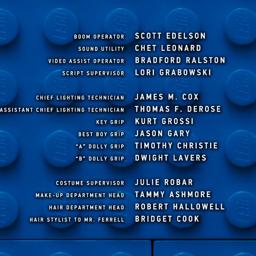 BOOM OPERATOR SCOTT EDELSON
SOUND UTILITY CHET LEONARD
VIDEO ASSIST OPERATOR BRADFORD RALSTON
SCRIPT SUPERVISOR LORI GRABOWSKI
CHIEF LIGHTING TECHNICIAN JAMES M. COX
ASSISTANT CHIEF LIGHTING TECHNICIAN THOMAS F. DEROSE
KEY GRIP KURT GROSSI
BEST BOY GRIP JASON GARY
"A" DOLLY GRIP TIMOTHY CHRISTIE
"B" DOLLY GRIP DWIGHT LAVERS
COSTUME SUPERVISOR JULIE ROBAR
MAKE-UP DEPARTMENT HEAD TAMMY ASHMORE
HAIR DEPARTMENT HEAD ROBERT HALLOWELL
HAIR STYLIST TO MR. FERRELL BRIDGET COOK